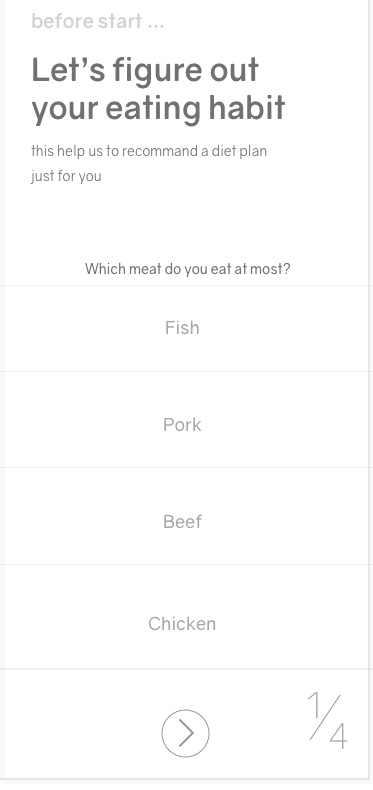 before start ...
Let's figure out
your eating habit
this help us to recommand a diet plan
just for you
Which meat do you eat at most?
Fish
Pork
Beef
Chicken
1/4